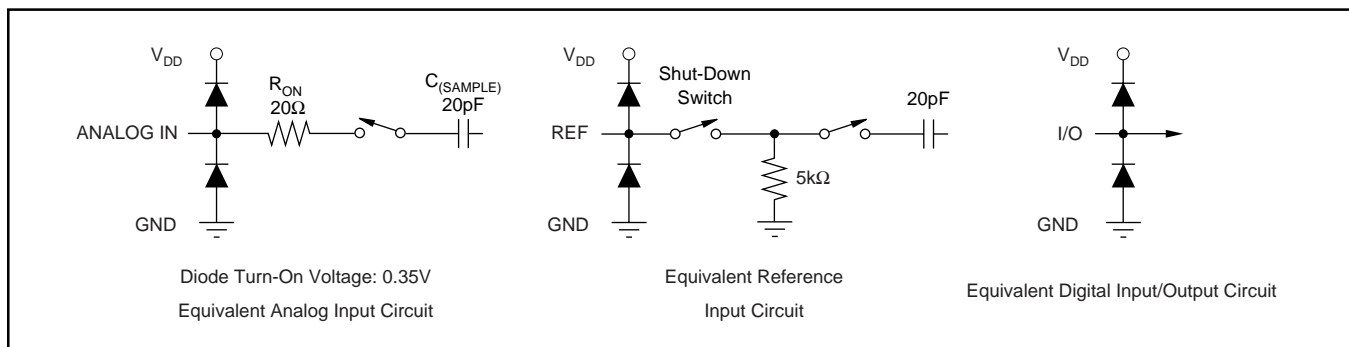 V_DD
R_ON
20Ω
C_(SAMPLE)
20pF
ANALOG IN
GND
Diode Turn-On Voltage: 0.35V
Equivalent Analog Input Circuit
V_DD
Shut-Down
Switch
20pF
REF
5kΩ
GND
Equivalent Reference
Input Circuit
V_DD
I/O
GND
Equivalent Digital Input/Output Circuit